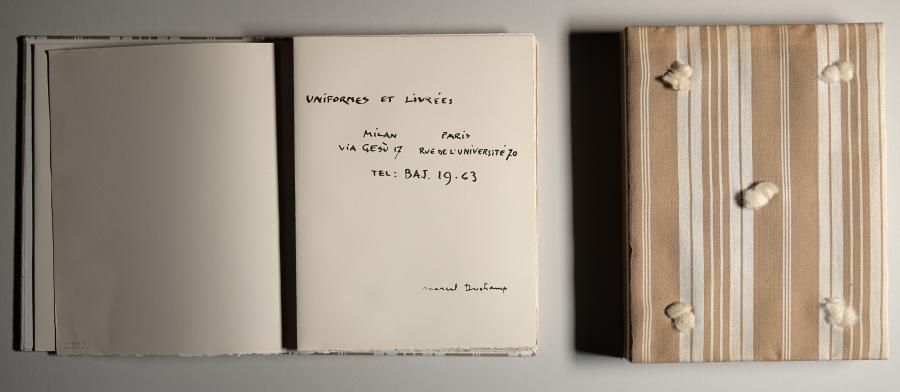 UNIFORMES ET LIVRÉES
MILAN PARIS
VIA GESÙ 17 RUE DE L'UNIVERSITÉ 70
TEL: BAJ. 19.63
marcel Duchamp